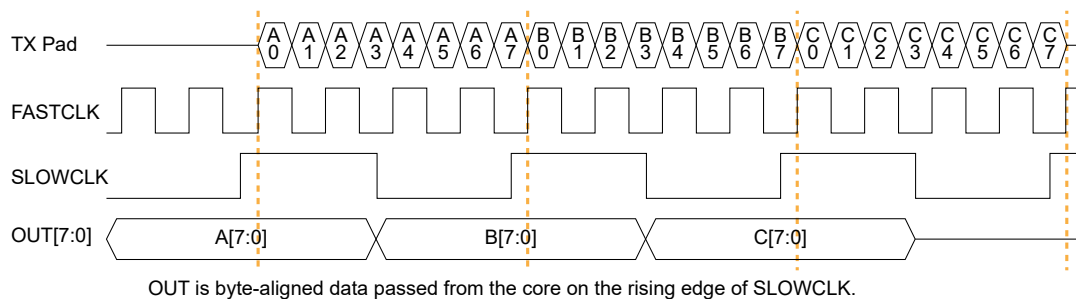 TX Pad A0 A1 A2 A3 A4 A5 A6 A7 B0 B1 B2 B3 B4 B5 B6 B7 C0 C1 C2 C3 C4 C5 C6 C7
FASTCLK
SLOWCLK
OUT[7:0] A[7:0] B[7:0] C[7:0]
OUT is byte-aligned data passed from the core on the rising edge of SLOWCLK.